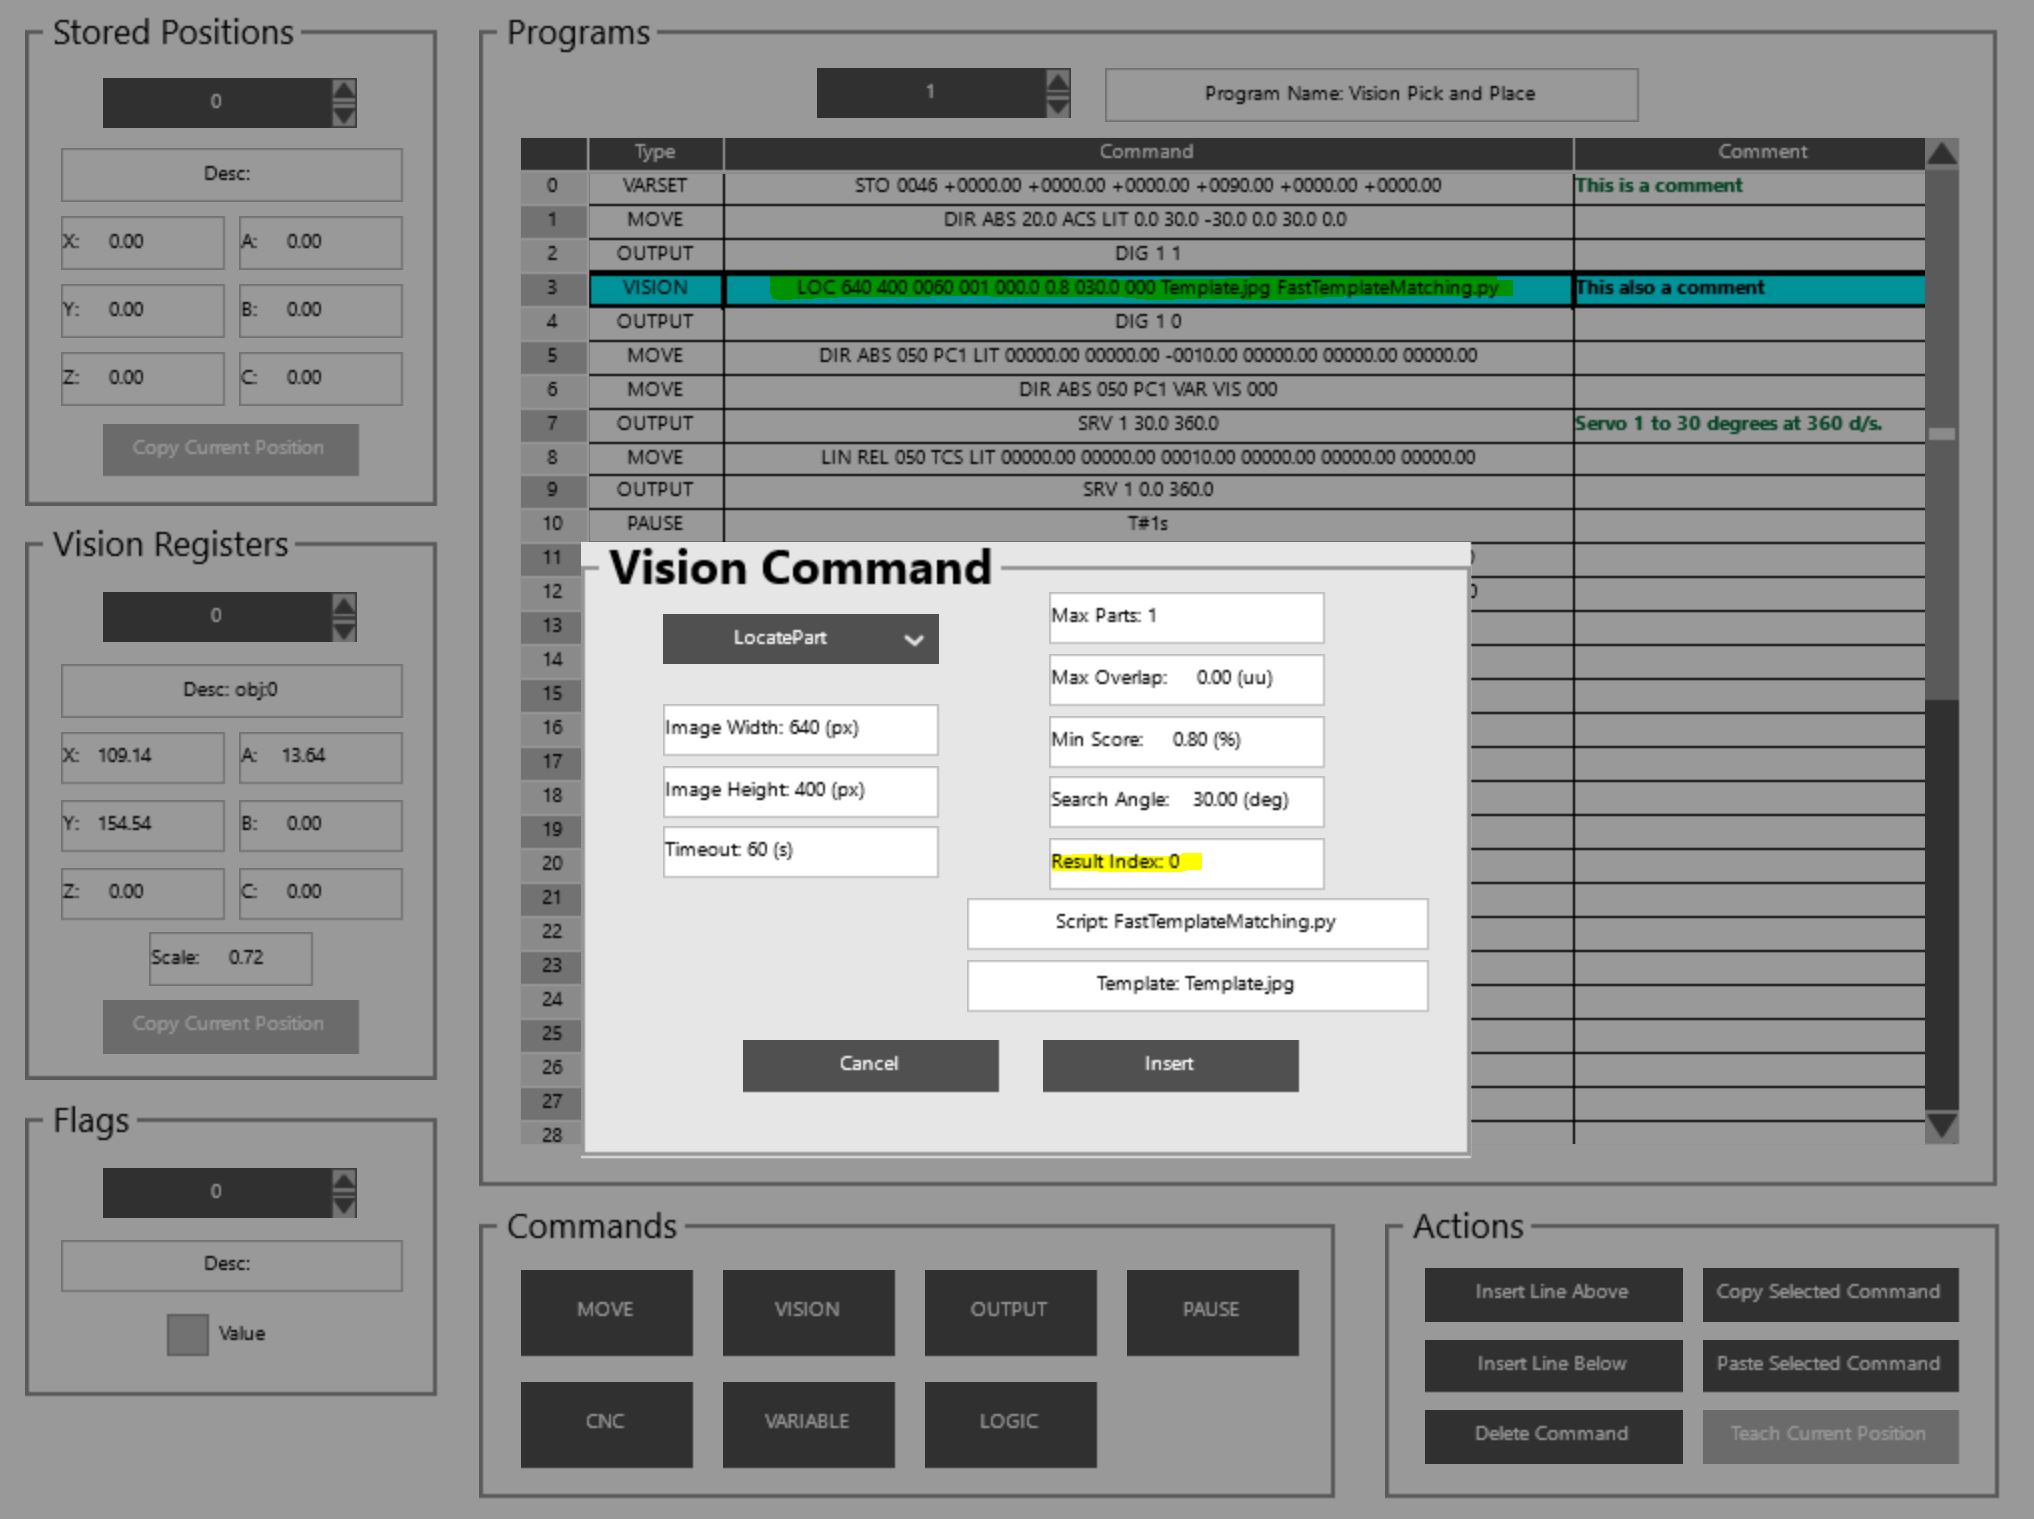 Stored Positions
0
Desc:
X: 0.00 A: 0.00
Y: 0.00 B: 0.00
Z: 0.00 C: 0.00
Copy Current Position
Vision Registers
0
Desc: obj:0
X: 109.14 A: 13.64
Y: 154.54 B: 0.00
Z: 0.00 C: 0.00
Scale: 0.72
Copy Current Position
Flags
0
Desc:
Value
Programs
1
Program Name: Vision Pick and Place
Type Command Comment
0 VARSET STO 0046 +0000.00 +0000.00 +0000.00 +0090.00 +0000.00 +0000.00 This is a comment
1 MOVE DIR ABS 20.0 ACS LIT 0.0 30.0 -30.0 0.0 30.0 0.0
2 OUTPUT DIG 1 1
3 VISION LOC 640 400 0060 001 000.0 0.8 030.0 000 Template.jpg FastTemplateMatching.py This also a comment
4 OUTPUT DIG 1 0
5 MOVE DIR ABS 050 PC1 LIT 00000.00 00000.00 -0010.00 00000.00 00000.00 00000.00
6 MOVE DIR ABS 050 PC1 VAR VIS 000
7 OUTPUT SRV 1 30.0 360.0 Servo 1 to 30 degrees at 360 d/s.
8 MOVE LIN REL 050 TCS LIT 00000.00 00000.00 00010.00 00000.00 00000.00 00000.00
9 OUTPUT SRV 1 0.0 360.0
10 PAUSE T#1s
11
12
13
14
15
16
17
18
19
20
21
22
23
24
25
26
27
28
Vision Command
LocatePart
Image Width: 640 (px)
Image Height: 400 (px)
Timeout: 60 (s)
Max Parts: 1
Max Overlap: 0.00 (uu)
Min Score: 0.80 (%)
Search Angle: 30.00 (deg)
Result Index: 0
Script: FastTemplateMatching.py
Template: Template.jpg
Cancel Insert
Commands
MOVE VISION OUTPUT PAUSE
CNC VARIABLE LOGIC
Actions
Insert Line Above Copy Selected Command
Insert Line Below Paste Selected Command
Delete Command Teach Current Position